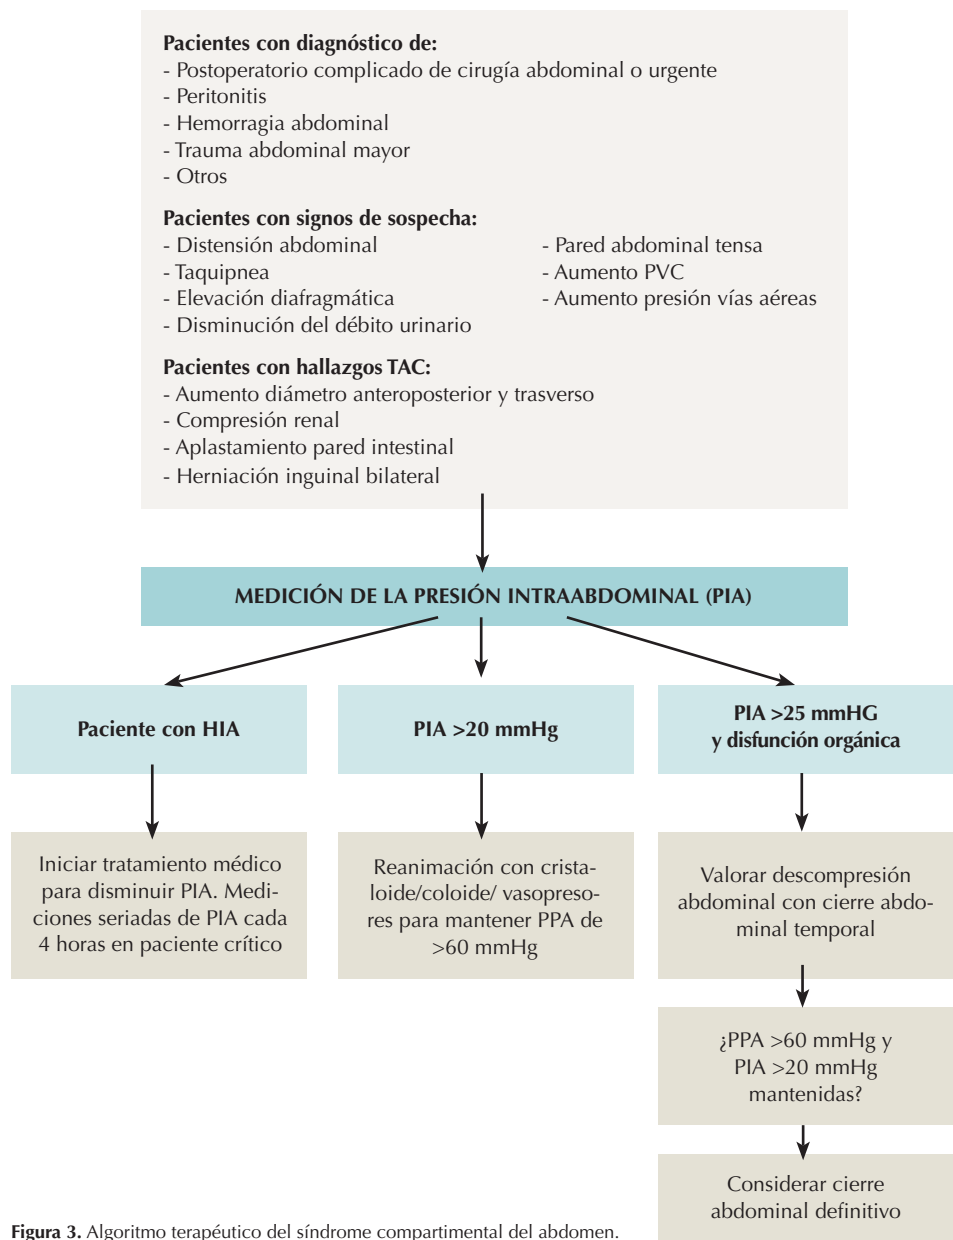 Pacientes con diagnóstico de:
- Postoperatorio complicado de cirugía abdominal o urgente
- Peritonitis
- Hemorragia abdominal
- Trauma abdominal mayor
- Otros
Pacientes con signos de sospecha:
- Distensión abdominal
- Taquipnea
- Elevación diafragmática
- Disminución del débito urinario
- Pared abdominal tensa
- Aumento PVC
- Aumento presión vías aéreas
Pacientes con hallazgos TAC:
- Aumento diámetro anteroposterior y trasverso
- Compresión renal
- Aplastamiento pared intestinal
- Herniación inguinal bilateral
MEDICIÓN DE LA PRESIÓN INTRAABDOMINAL (PIA)
Paciente con HIA
Iniciar tratamiento médico
para disminuir PIA. Medi-
ciones seriadas de PIA cada
4 horas en paciente crítico
PIA >20 mmHg
Reanimación con crista-
loide/coloide/ vasopreso-
res para mantener PPA de
>60 mmHg
PIA >25 mmHG
y disfunción orgánica
Valorar descompresión
abdominal con cierre abdo-
minal temporal
¿PPA >60 mmHg y
PIA >20 mmHg
mantenidas?
Considerar cierre
abdominal definitivo
Figura 3. Algoritmo terapéutico del síndrome compartimental del abdomen.